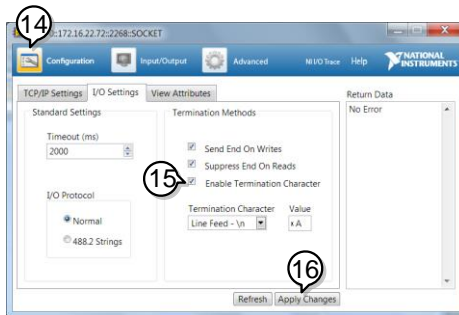 14
::172.16.22.72::2268::SOCKET
Configuration Input/Output Advanced NI I/O Trace Help NATIONAL INSTRUMENTS
TCP/IP Settings I/O Settings View Attributes Return Data
Standard Settings Termination Methods No Error
Timeout (ms)
2000
Send End On Writes
Suppress End On Reads
15 Enable Termination Character
I/O Protocol
Termination Character Value
Normal Line Feed - \n x A
488.2 Strings
16
Refresh Apply Changes